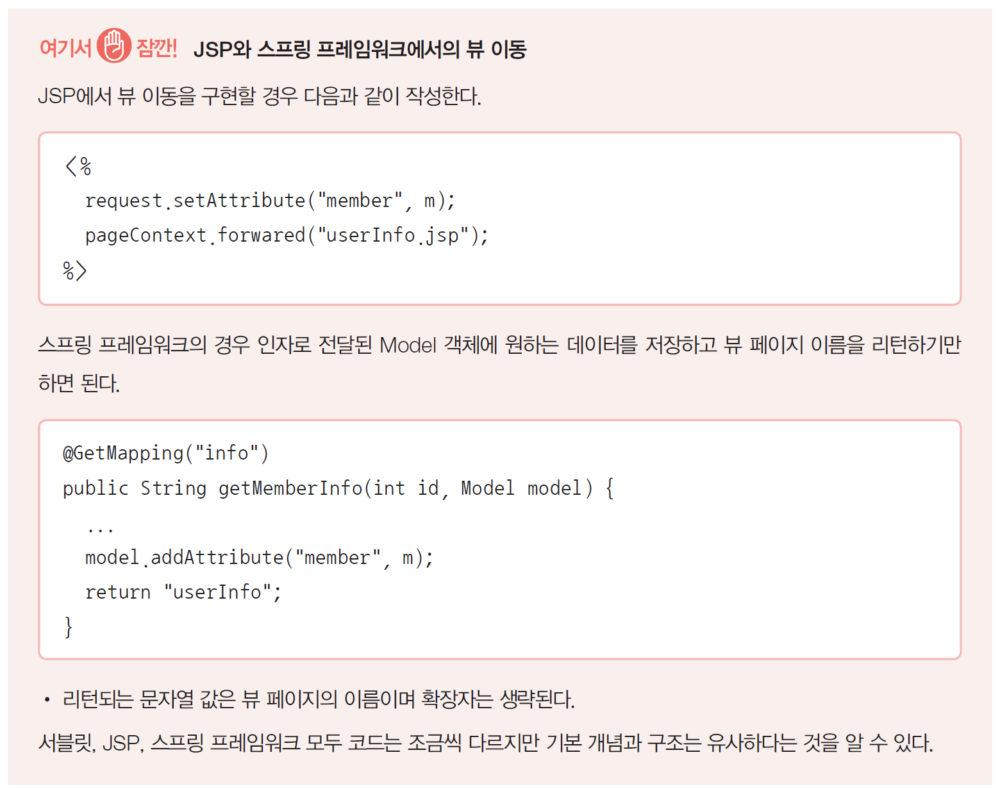 여기서 잠깐! JSP와 스프링 프레임워크에서의 뷰 이동
JSP에서 뷰 이동을 구현할 경우 다음과 같이 작성한다.
<%
request.setAttribute("member", m);
pageContext.forwared("userInfo.jsp");
%>
스프링 프레임워크의 경우 인자로 전달된 Model 객체에 원하는 데이터를 저장하고 뷰 페이지 이름을 리턴하기만
하면 된다.
@GetMapping("info")
public String getMemberInfo(int id, Model model) {
...
model.addAttribute("member", m);
return "userInfo";
}
• 리턴되는 문자열 값은 뷰 페이지의 이름이며 확장자는 생략된다.
서블릿, JSP, 스프링 프레임워크 모두 코드는 조금씩 다르지만 기본 개념과 구조는 유사하다는 것을 알 수 있다.